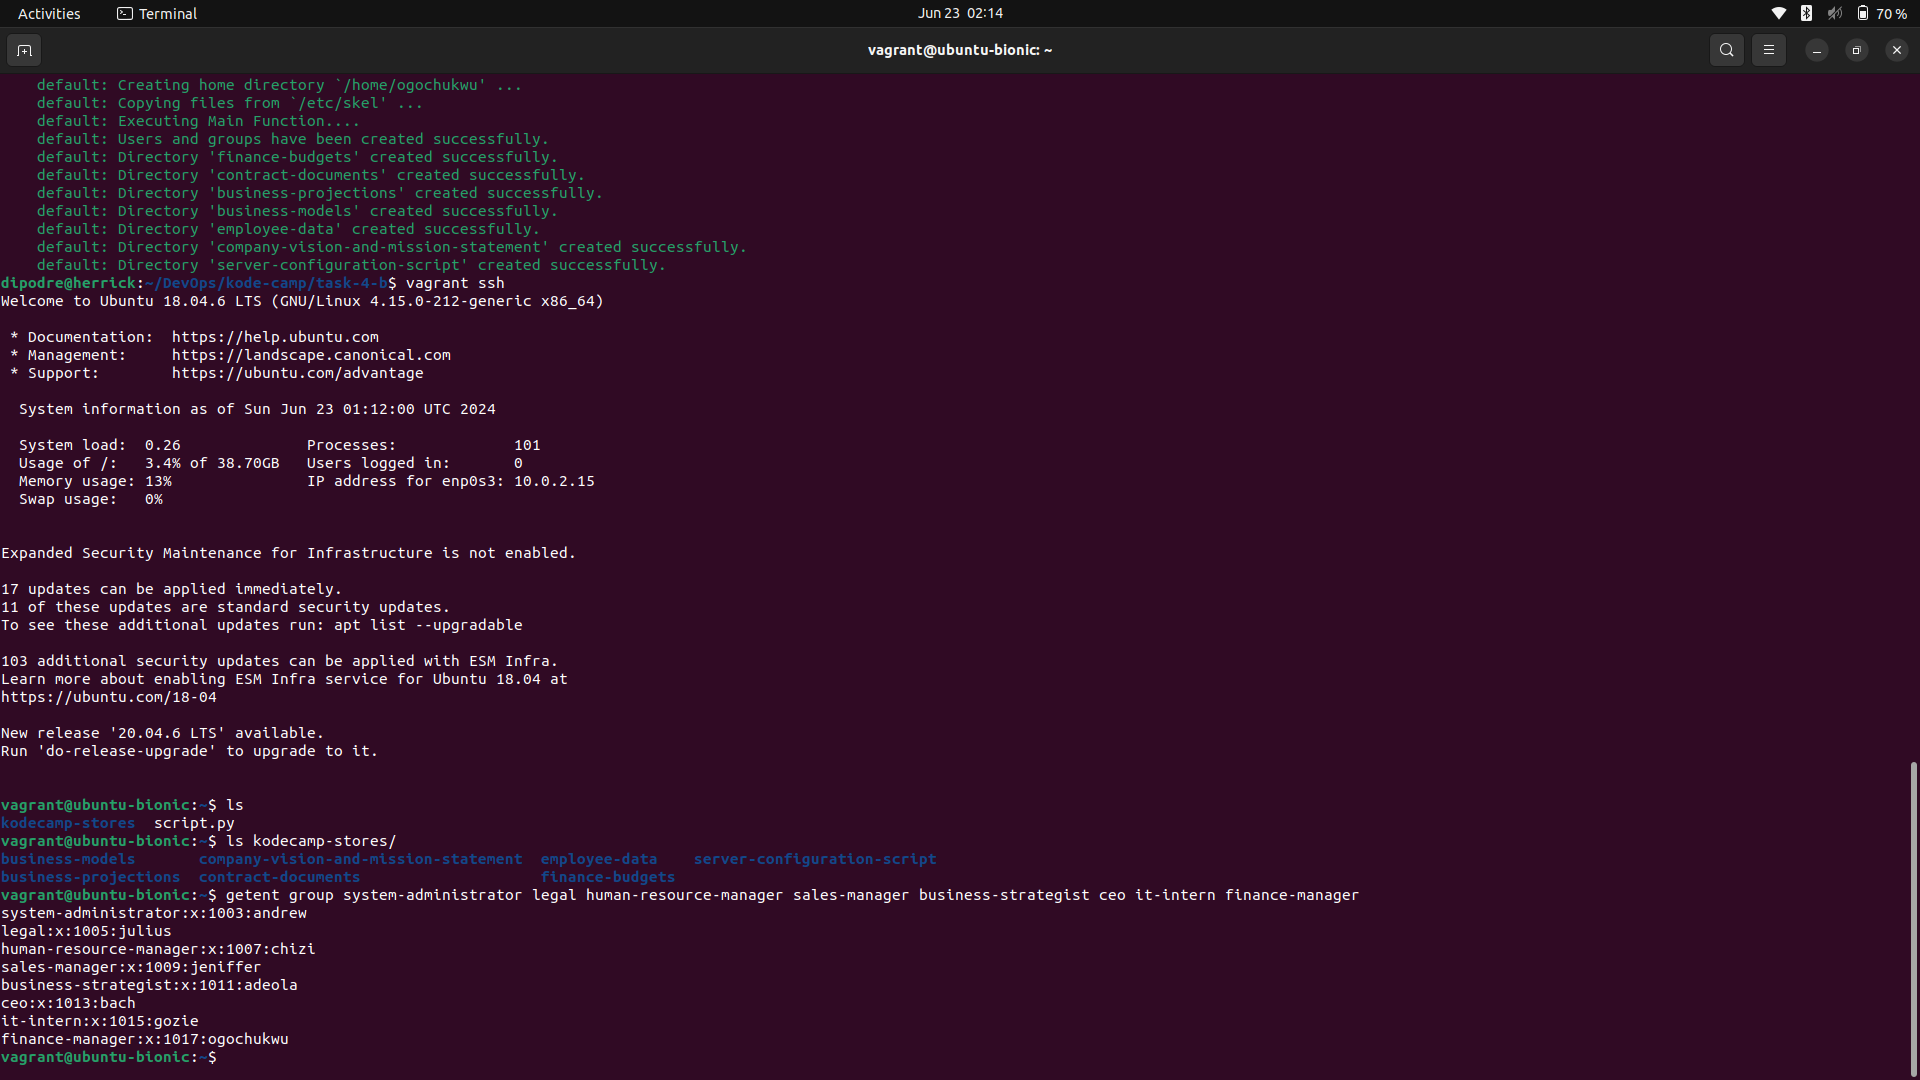 Activities Terminal Jun 23 02:14 70 %
vagrant@ubuntu-bionic: ~
default: Creating home directory `/home/ogochukwu' ...
default: Copying files from `/etc/skel' ...
default: Executing Main Function....
default: Users and groups have been created successfully.
default: Directory 'finance-budgets' created successfully.
default: Directory 'contract-documents' created successfully.
default: Directory 'business-projections' created successfully.
default: Directory 'business-models' created successfully.
default: Directory 'employee-data' created successfully.
default: Directory 'company-vision-and-mission-statement' created successfully.
default: Directory 'server-configuration-script' created successfully.
dipodre@herrick:~/DevOps/kode-camp/task-4-b$ vagrant ssh
Welcome to Ubuntu 18.04.6 LTS (GNU/Linux 4.15.0-212-generic x86_64)
* Documentation: https://help.ubuntu.com
* Management: https://landscape.canonical.com
* Support: https://ubuntu.com/advantage
System information as of Sun Jun 23 01:12:00 UTC 2024
System load: 0.26 Processes: 101
Usage of /: 3.4% of 38.70GB Users logged in: 0
Memory usage: 13% IP address for enp0s3: 10.0.2.15
Swap usage: 0%
Expanded Security Maintenance for Infrastructure is not enabled.
17 updates can be applied immediately.
11 of these updates are standard security updates.
To see these additional updates run: apt list --upgradable
103 additional security updates can be applied with ESM Infra.
Learn more about enabling ESM Infra service for Ubuntu 18.04 at
https://ubuntu.com/18-04
New release '20.04.6 LTS' available.
Run 'do-release-upgrade' to upgrade to it.
vagrant@ubuntu-bionic:~$ ls
kodecamp-stores script.py
vagrant@ubuntu-bionic:~$ ls kodecamp-stores/
business-models company-vision-and-mission-statement employee-data server-configuration-script
business-projections contract-documents finance-budgets
vagrant@ubuntu-bionic:~$ getent group system-administrator legal human-resource-manager sales-manager business-strategist ceo it-intern finance-manager
system-administrator:x:1003:andrew
legal:x:1005:julius
human-resource-manager:x:1007:chizi
sales-manager:x:1009:jeniffer
business-strategist:x:1011:adeola
ceo:x:1013:bach
it-intern:x:1015:gozie
finance-manager:x:1017:ogochukwu
vagrant@ubuntu-bionic:~$